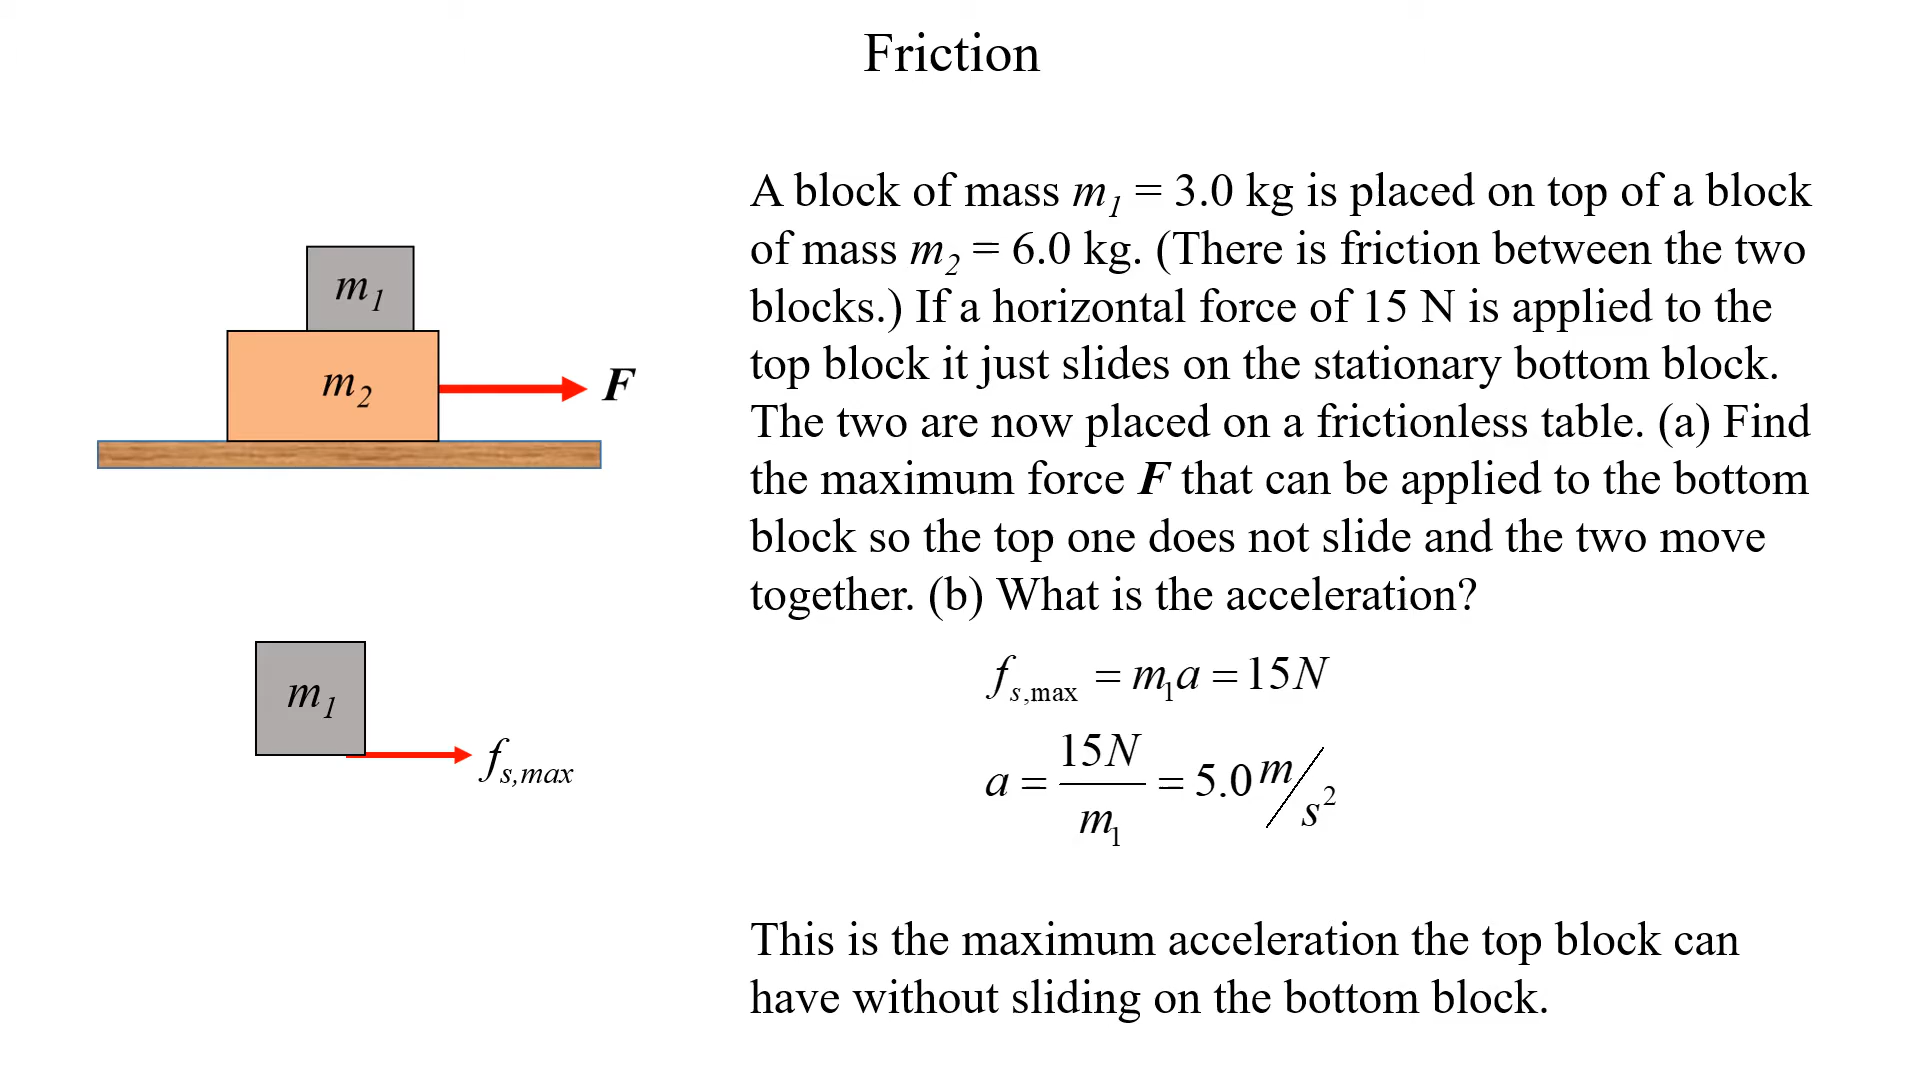 Friction
A block of mass m₁ = 3.0 kg is placed on top of a block
of mass m₂ = 6.0 kg. (There is friction between the two
blocks.) If a horizontal force of 15 N is applied to the
top block it just slides on the stationary bottom block.
The two are now placed on a frictionless table. (a) Find
the maximum force F that can be applied to the bottom
block so the top one does not slide and the two move
together. (b) What is the acceleration?
m₁
m₂
F
m₁
f_s,max
f_s,max = m₁a = 15N
a = 15N/m₁ = 5.0 m/s²
This is the maximum acceleration the top block can
have without sliding on the bottom block.